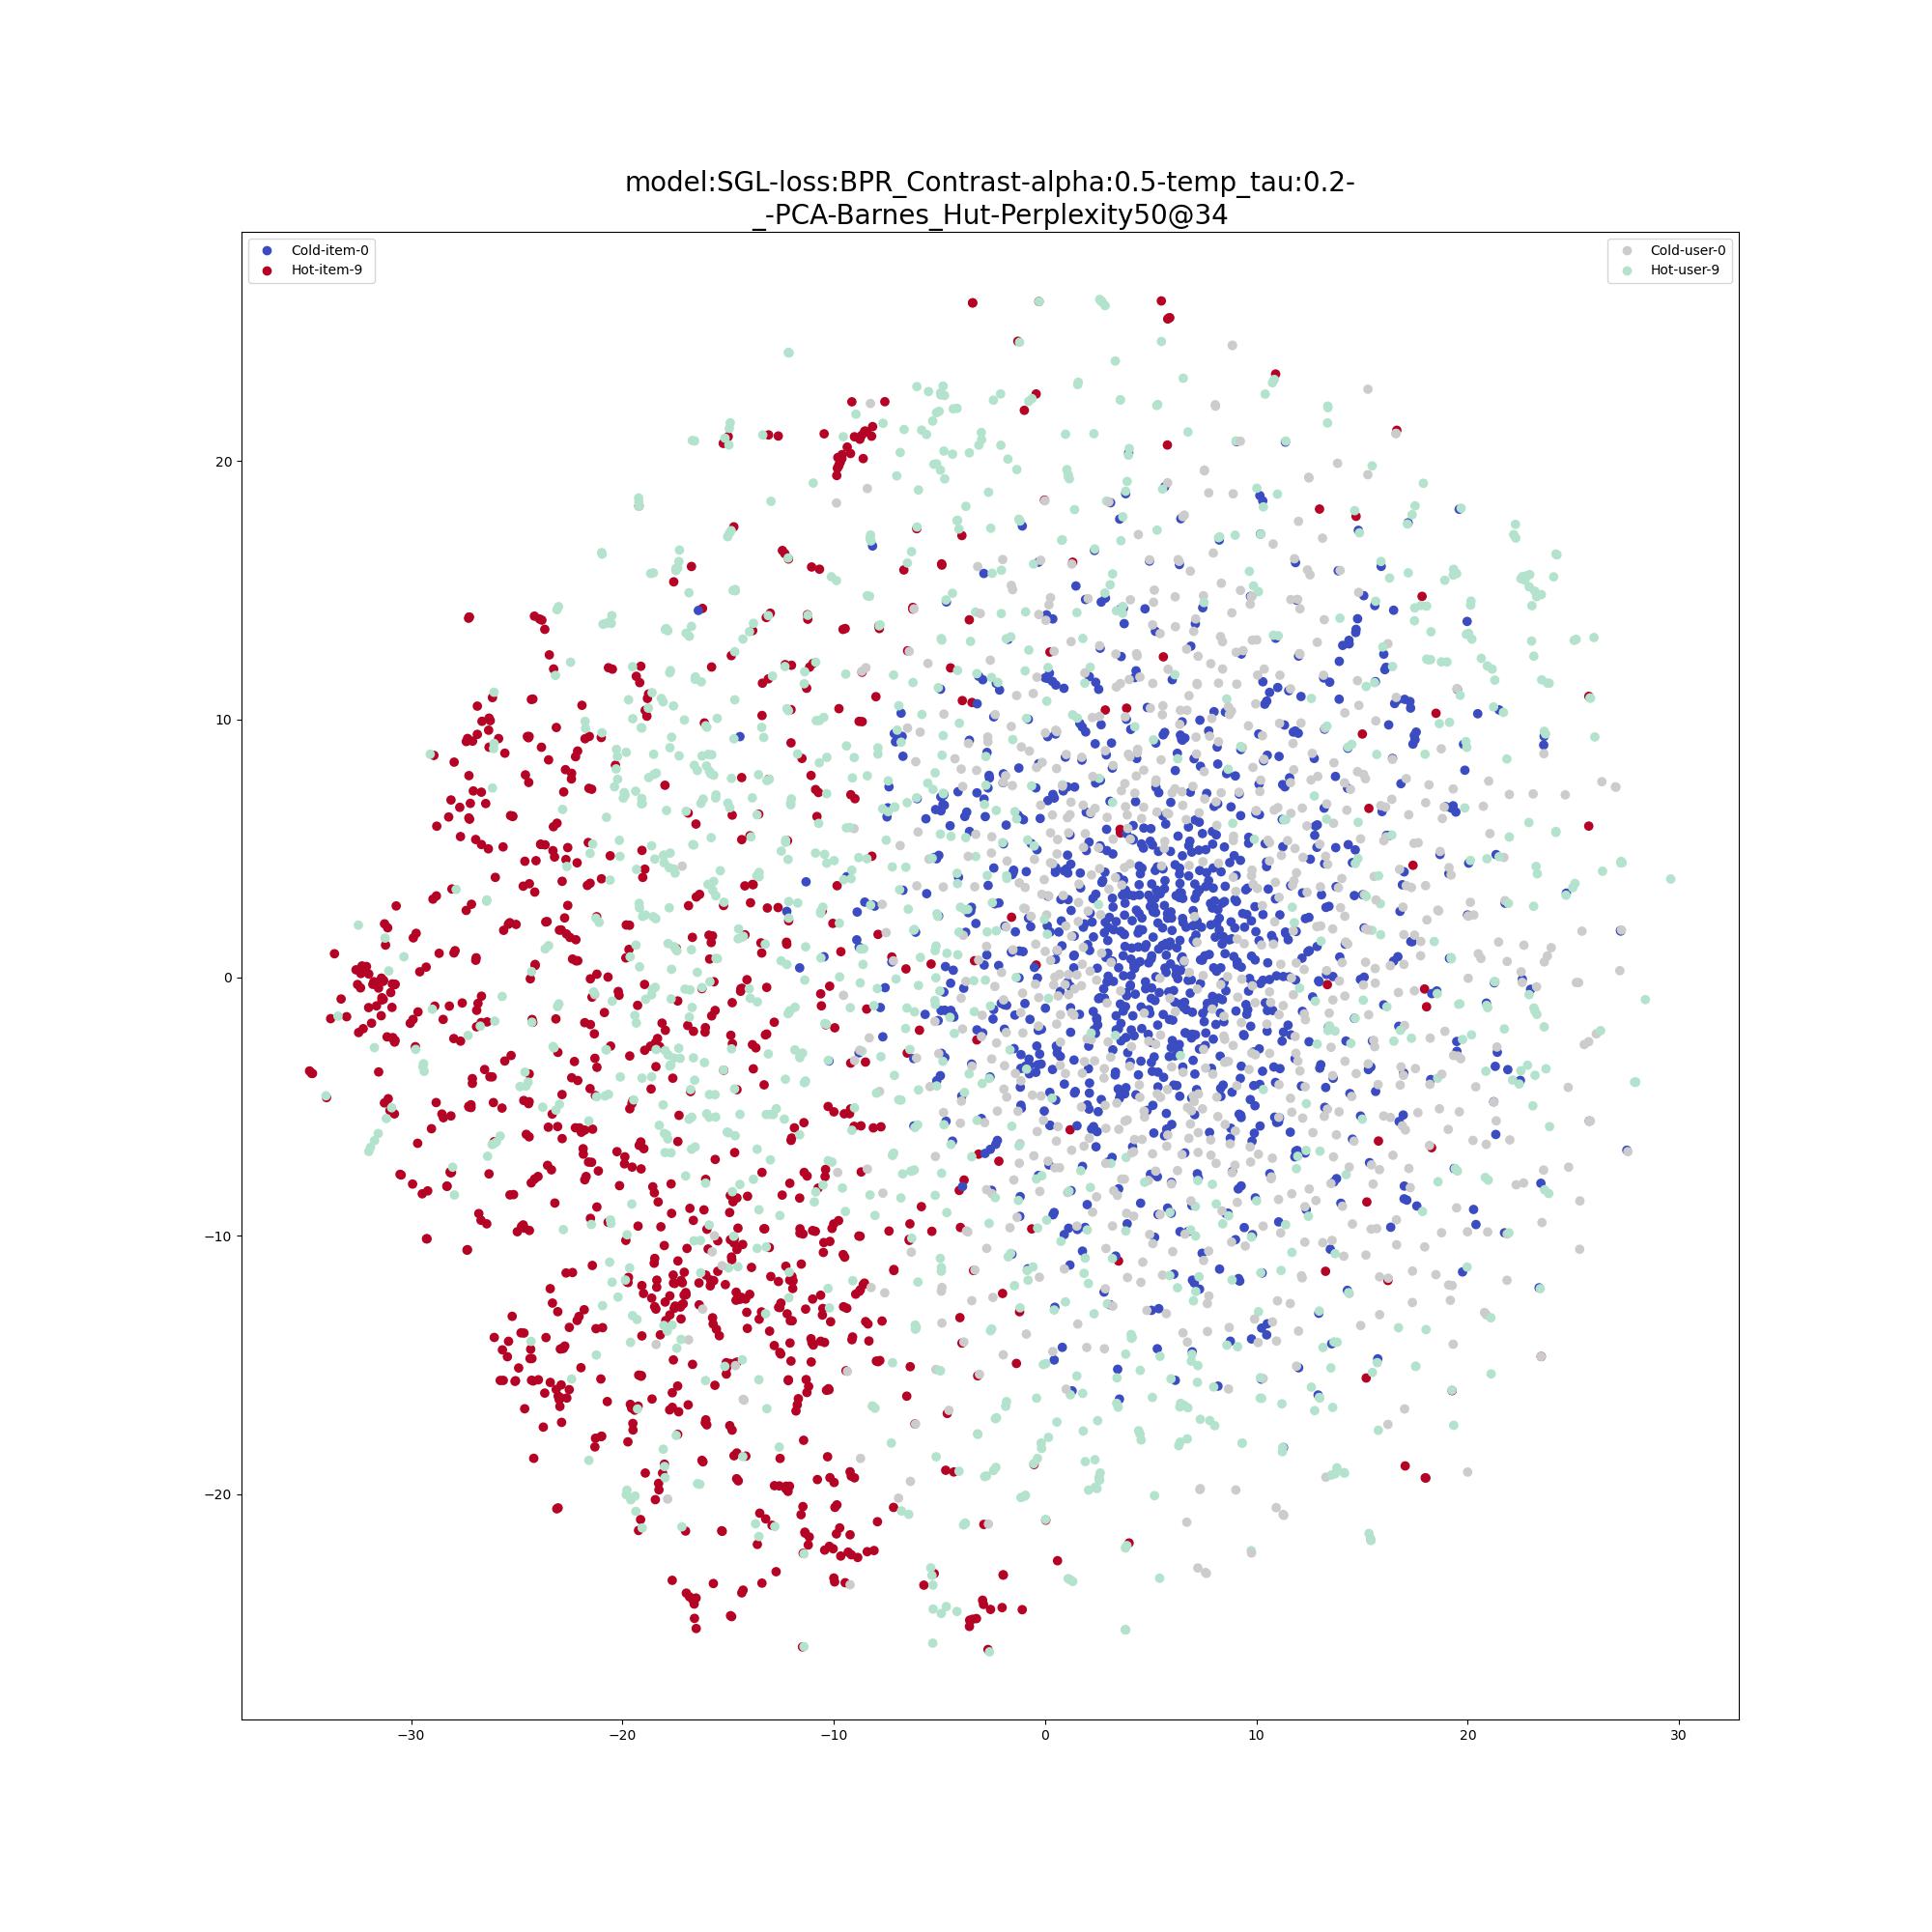 model:SGL-loss:BPR_Contrast-alpha:0.5-temp_tau:0.2-
_-PCA-Barnes_Hut-Perplexity50@34
Cold-item-0
Hot-item-9
Cold-user-0
Hot-user-9
20
10
0
−10
−20
−30
−20
−10
0
10
20
30